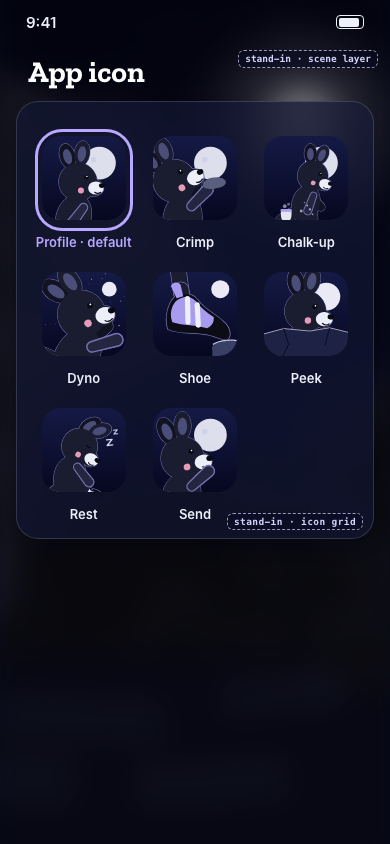 9:41
stand-in · scene layer
App icon
Profile · default
Crimp
Chalk-up
Dyno
Shoe
Peek
z
z
Rest
Send
stand-in · icon grid